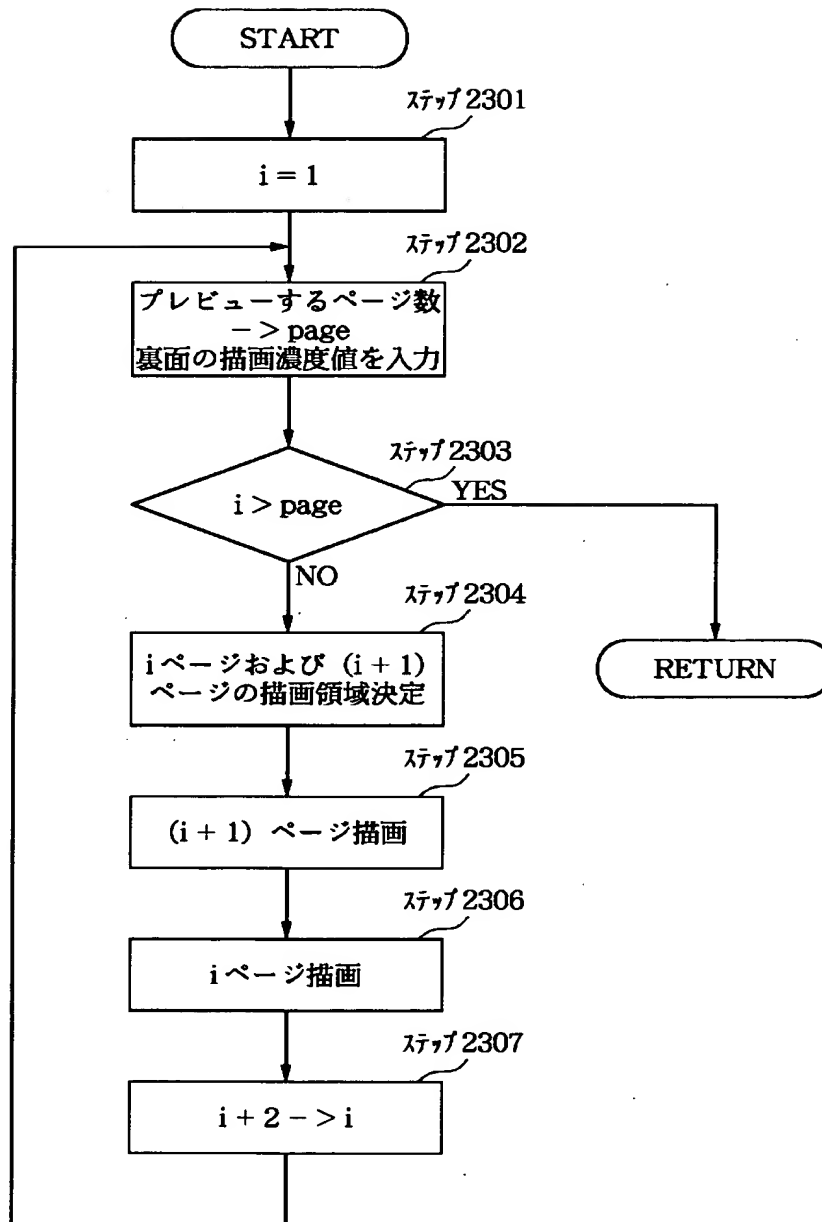 START
ステップ2301
i = 1
ステップ2302
プレビューするページ数
－> page
裏面の描画濃度値を入力
ステップ2303
i > page
YES
NO
ステップ2304
iページおよび (i + 1)
ページの描画領域決定
RETURN
ステップ2305
(i + 1) ページ描画
ステップ2306
iページ描画
ステップ2307
i + 2 －> i